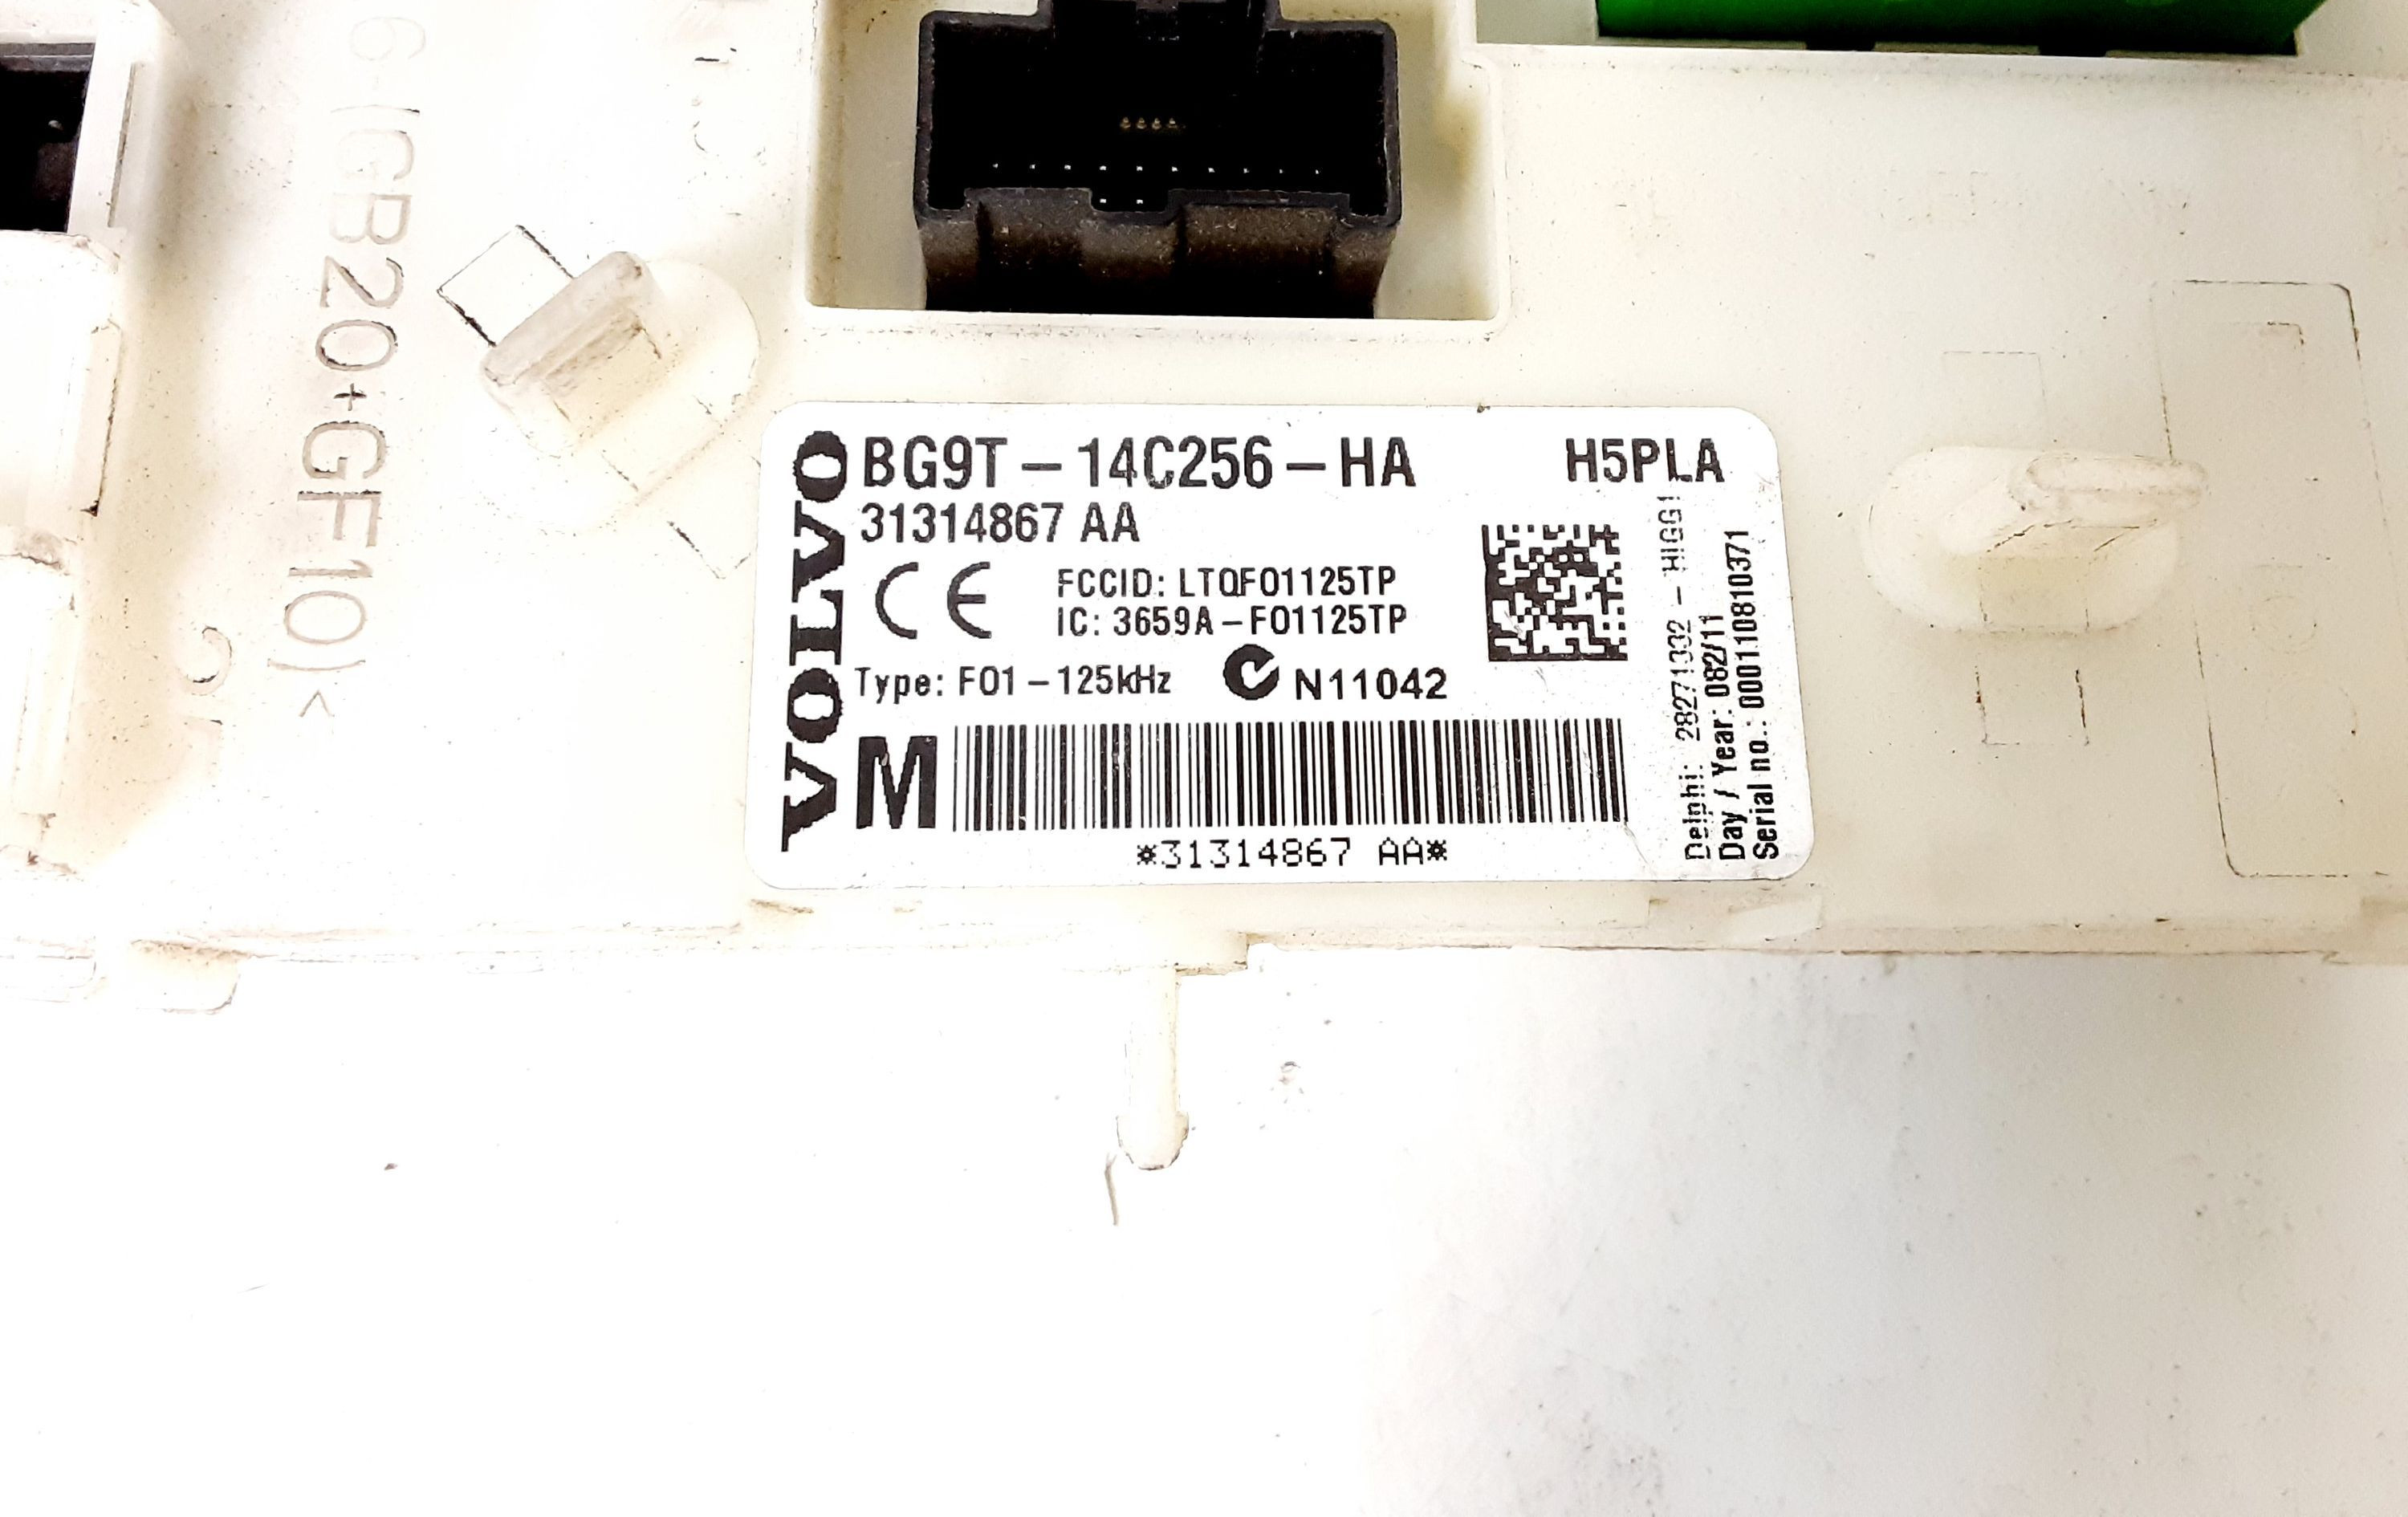 6-(GB20+GF10)<
VOLVO
BG9T-14C256-HA H5PLA
31314867 AA
CE
FCCID: LTQFO1125TP
IC: 3659A-FO1125TP
Type: FO1-125kHz N11042
M
*31314867 AA*
Delphi: 28271332 - HIGG1
Day / Year: 082/11
Serial no.: 000110810371